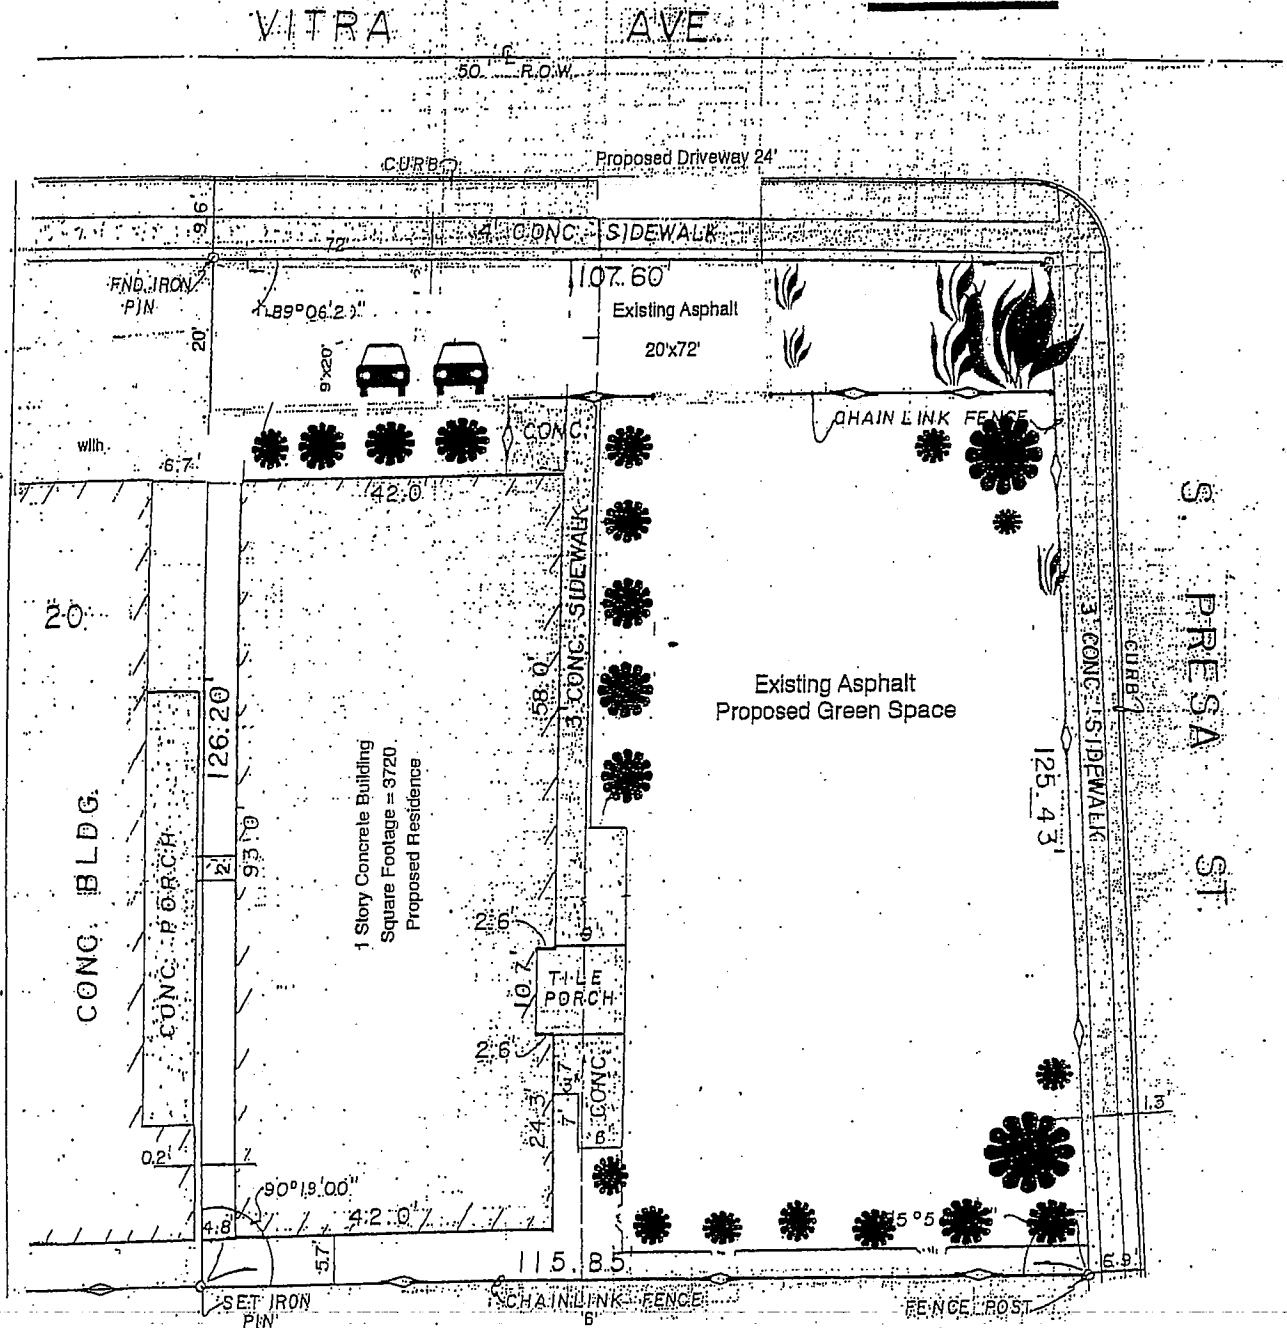 VITRA AVE.
50 R.O.W.
CURB
Proposed Driveway 24'
9.6'
72'
4' CONC. SIDEWALK
107.60'
FND. IRON
PIN
Existing Asphalt
20'x72'
20'
9'x20'
CHAIN LINK FENCE
CONC.
6.7'
42.0'
S. PRESA ST.
20
3' CONC. SIDEWALK
58.0'
3' CONC. SIDEWALK
CURB
Existing Asphalt
Proposed Green Space
126.20'
125.43'
1 Story Concrete Building
Square Footage = 3720
Proposed Residence
93.0'
CONC. BLDG.
CONC. PORCH
2'
2.6'
10.7'
TILE
PORCH
2.6'
CONC.
24.3'
7'
6
1.3'
0.2'
90°19'00"
4.8'
42.0'
5.7'
115.85'
6.9'
SET IRON
PIN
CHAINLINK FENCE
6'
FENCE POST